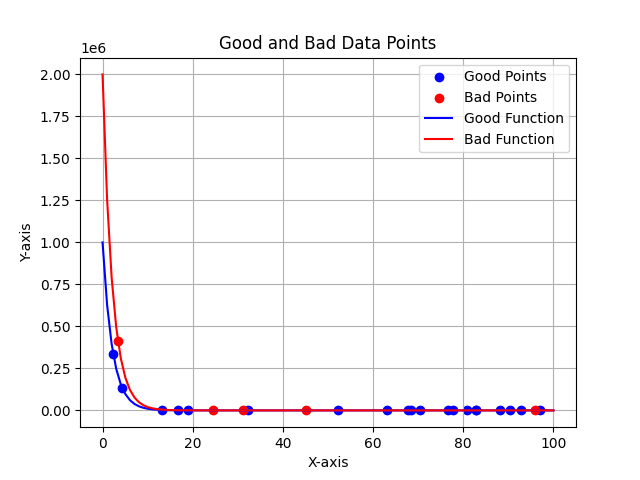 Good and Bad Data Points
1e6
Good Points
Bad Points
Good Function
Bad Function
2.00
1.75
1.50
1.25
1.00
0.75
0.50
0.25
0.00
Y-axis
0 20 40 60 80 100
X-axis